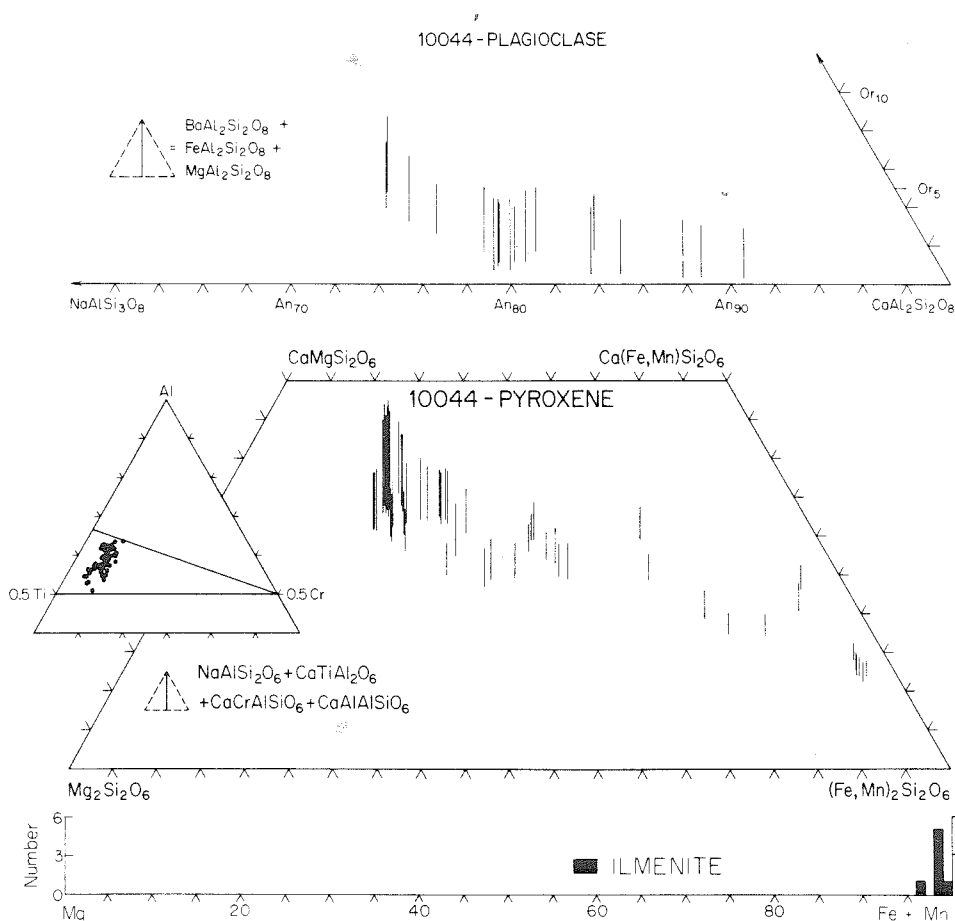 10044-PLAGIOCLASE
BaAl₂Si₂O₈ +
= FeAl₂Si₂O₈ +
MgAl₂Si₂O₈
Or₁₀
Or₅
NaAlSi₃O₈ An₇₀ An₈₀ An₉₀ CaAl₂Si₂O₈
CaMgSi₂O₆ Ca(Fe,Mn)Si₂O₆
10044-PYROXENE
Al
0.5 Ti 0.5 Cr
NaAlSi₂O₆+CaTiAl₂O₆
+CaCrAlSiO₆+CaAlAlSiO₆
Mg₂Si₂O₆ (Fe,Mn)₂Si₂O₆
Number
6
3
0
ILMENITE
Mg 20 40 60 80 Fe + Mn